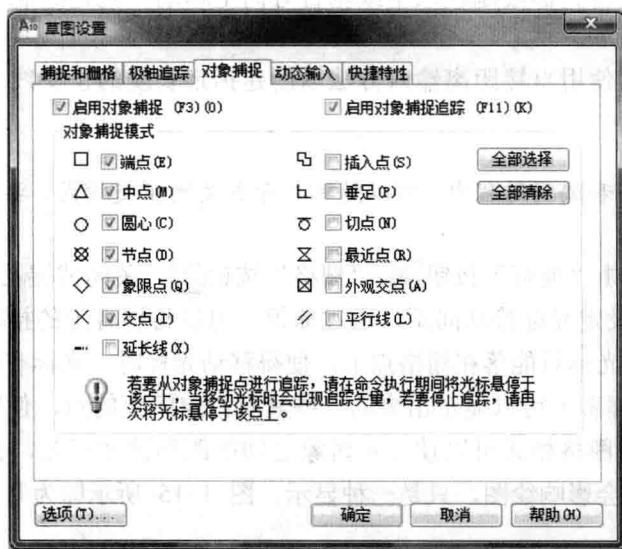 草图设置
捕捉和栅格 极轴追踪 对象捕捉 动态输入 快捷特性
启用对象捕捉 (F3)(O) 启用对象捕捉追踪 (F11)(K)
对象捕捉模式
端点(E) 插入点(S) 全部选择
中点(M) 垂足(P) 全部清除
圆心(C) 切点(N)
节点(D) 最近点(R)
象限点(Q) 外观交点(A)
交点(I) 平行线(L)
延长线(X)
若要从对象捕捉点进行追踪，请在命令执行期间将光标悬停于
该点上，当移动光标时会出现追踪矢量，若要停止追踪，请再
次将光标悬停于该点上。
选项(T)... 确定 取消 帮助(H)